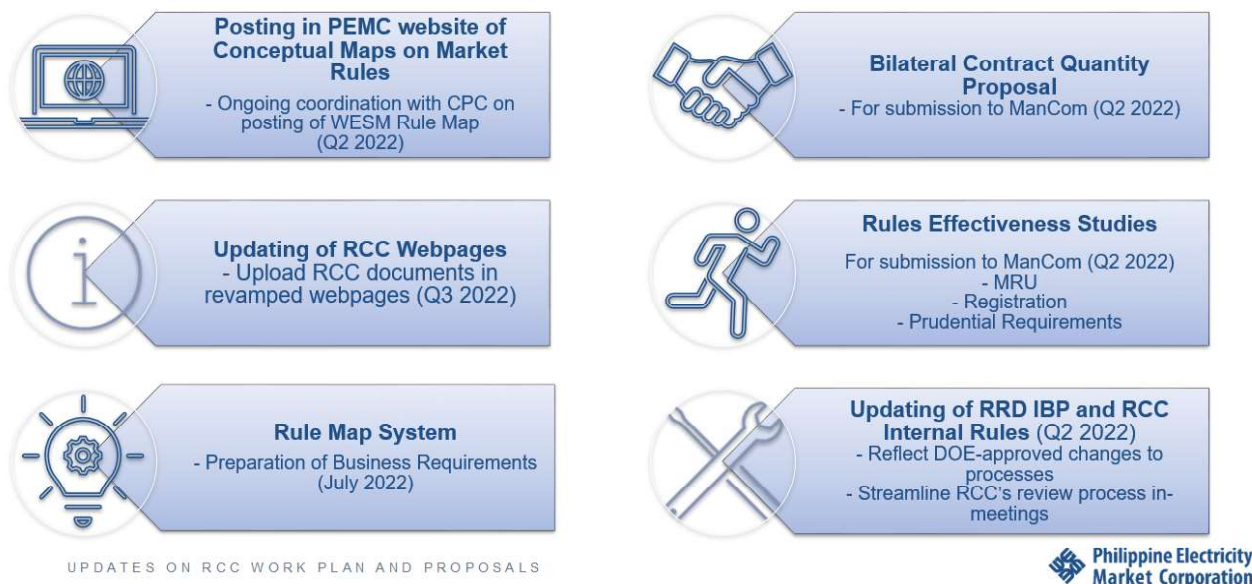 Posting in PEMC website of
Conceptual Maps on Market
Rules
- Ongoing coordination with CPC on
posting of WESM Rule Map
(Q2 2022)
Bilateral Contract Quantity
Proposal
- For submission to ManCom (Q2 2022)
Updating of RCC Webpages
- Upload RCC documents in
revamped webpages (Q3 2022)
Rules Effectiveness Studies
For submission to ManCom (Q2 2022)
- MRU
- Registration
- Prudential Requirements
Rule Map System
- Preparation of Business Requirements
(July 2022)
Updating of RRD IBP and RCC
Internal Rules (Q2 2022)
- Reflect DOE-approved changes to
processes
- Streamline RCC's review process in-
meetings
UPDATES ON RCC WORK PLAN AND PROPOSALS
Philippine Electricity
Market Corporation